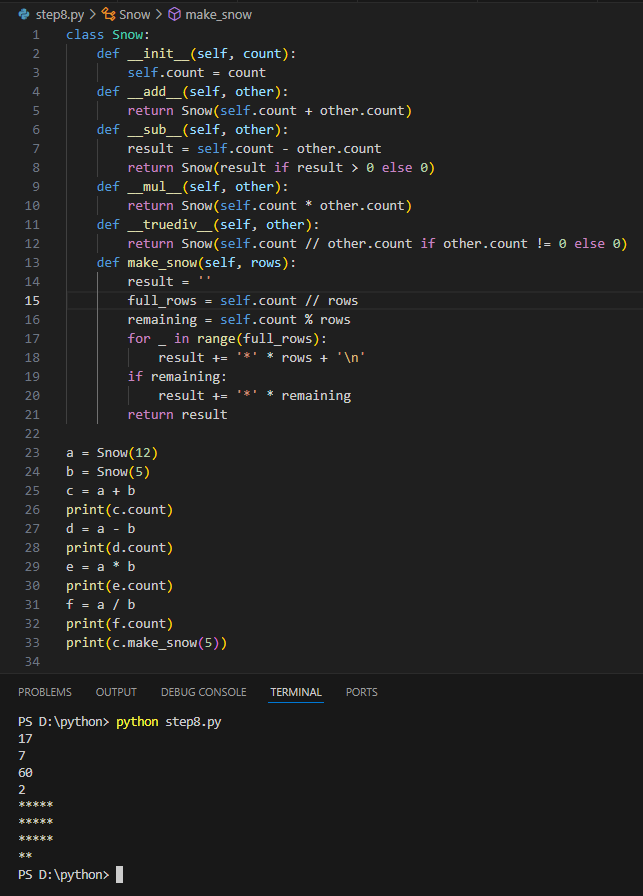 step8.py > Snow > make_snow
1 class Snow:
2     def __init__(self, count):
3         self.count = count
4     def __add__(self, other):
5         return Snow(self.count + other.count)
6     def __sub__(self, other):
7         result = self.count - other.count
8         return Snow(result if result > 0 else 0)
9     def __mul__(self, other):
10         return Snow(self.count * other.count)
11     def __truediv__(self, other):
12         return Snow(self.count // other.count if other.count != 0 else 0)
13     def make_snow(self, rows):
14         result = ''
15         full_rows = self.count // rows
16         remaining = self.count % rows
17         for _ in range(full_rows):
18             result += '*' * rows + '\n'
19         if remaining:
20             result += '*' * remaining
21         return result
22
23 a = Snow(12)
24 b = Snow(5)
25 c = a + b
26 print(c.count)
27 d = a - b
28 print(d.count)
29 e = a * b
30 print(e.count)
31 f = a / b
32 print(f.count)
33 print(c.make_snow(5))
34
PROBLEMS OUTPUT DEBUG CONSOLE TERMINAL PORTS
PS D:\python> python step8.py
17
7
60
2
*****
*****
*****
**
PS D:\python>